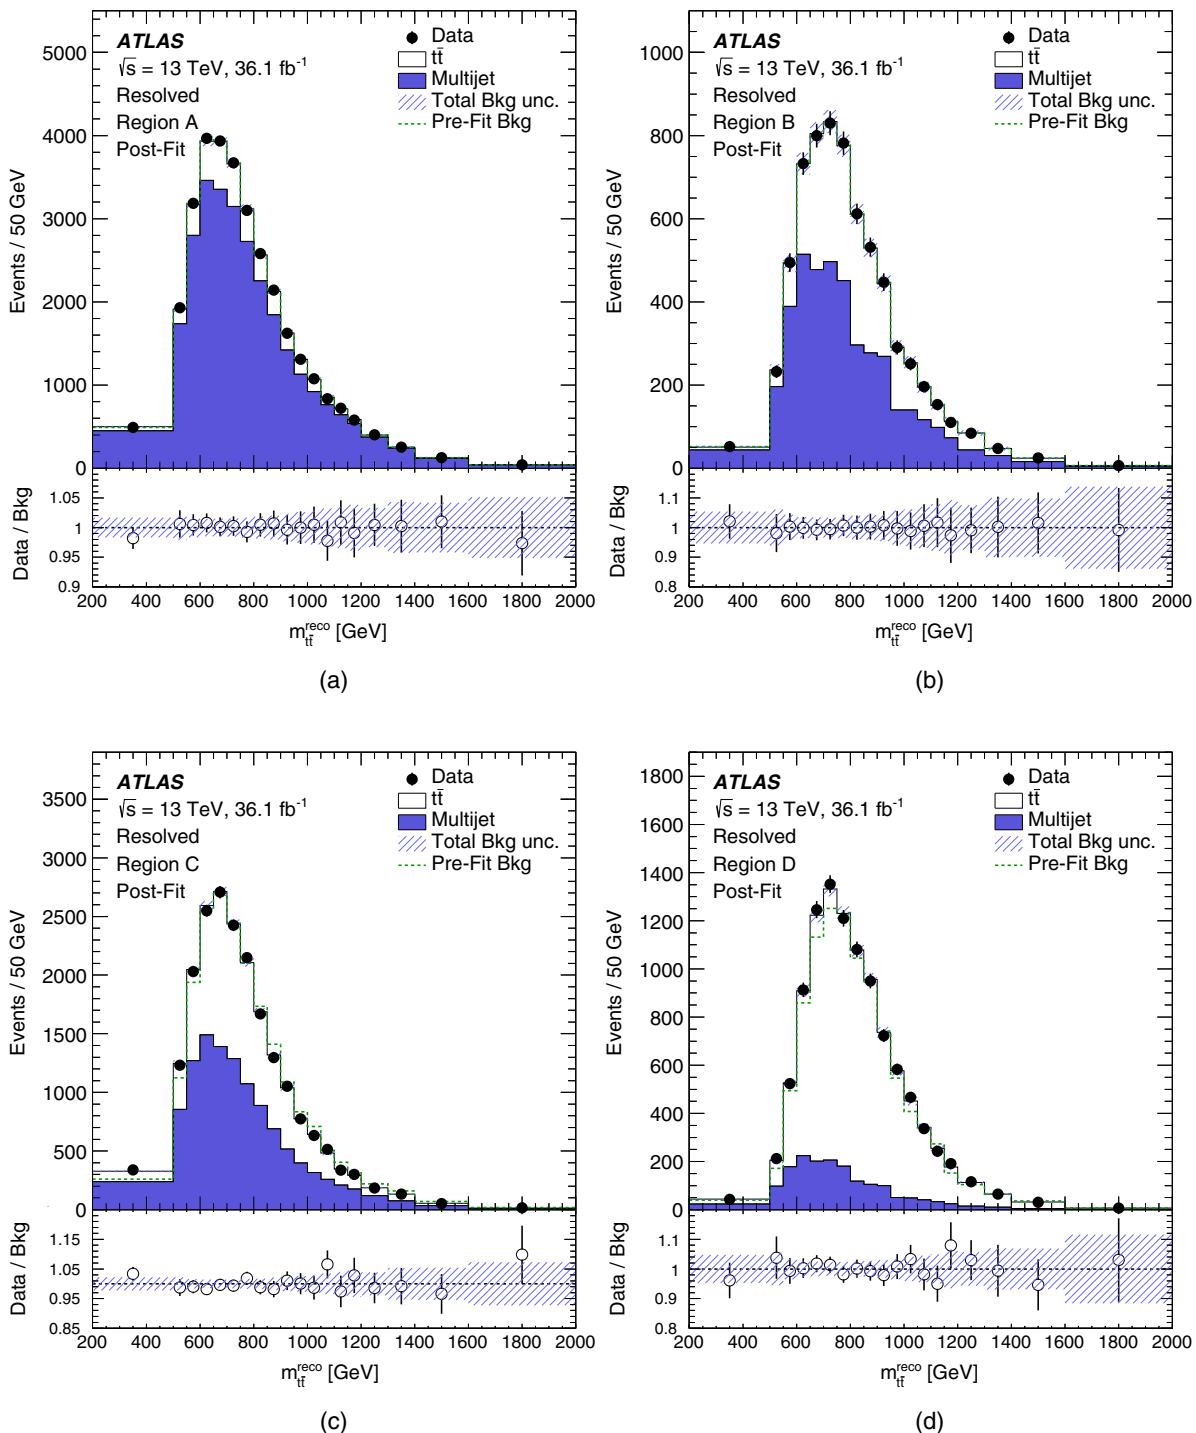 5000
4000
3000
2000
1000
0
Events / 50 GeV
ATLAS
√s = 13 TeV, 36.1 fb⁻¹
Resolved
Region A
Post-Fit
Data
tt̄
Multijet
Total Bkg unc.
Pre-Fit Bkg
1.05
1
0.95
0.9
Data / Bkg
200 400 600 800 1000 1200 1400 1600 1800 2000
m_{tt̄}^{reco} [GeV]
(a)
1000
800
600
400
200
0
Events / 50 GeV
ATLAS
√s = 13 TeV, 36.1 fb⁻¹
Resolved
Region B
Post-Fit
Data
tt̄
Multijet
Total Bkg unc.
Pre-Fit Bkg
1.1
1
0.9
0.8
Data / Bkg
200 400 600 800 1000 1200 1400 1600 1800 2000
m_{tt̄}^{reco} [GeV]
(b)
3500
3000
2500
2000
1500
1000
500
0
Events / 50 GeV
ATLAS
√s = 13 TeV, 36.1 fb⁻¹
Resolved
Region C
Post-Fit
Data
tt̄
Multijet
Total Bkg unc.
Pre-Fit Bkg
1.15
1.05
0.95
0.85
Data / Bkg
200 400 600 800 1000 1200 1400 1600 1800 2000
m_{tt̄}^{reco} [GeV]
(c)
1800
1600
1400
1200
1000
800
600
400
200
0
Events / 50 GeV
ATLAS
√s = 13 TeV, 36.1 fb⁻¹
Resolved
Region D
Post-Fit
Data
tt̄
Multijet
Total Bkg unc.
Pre-Fit Bkg
1.1
1
0.9
0.8
Data / Bkg
200 400 600 800 1000 1200 1400 1600 1800 2000
m_{tt̄}^{reco} [GeV]
(d)